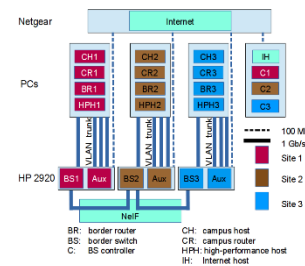 Netgear
Internet
PCs
CH1
CR1
BR1
HPH1
CH2
CR2
BR2
HPH2
CH3
CR3
BR3
HPH3
IH
C1
C2
C3
VLAN trunk
VLAN trunk
VLAN trunk
100 M
1 Gb/s
HP 2920
BS1
Aux
BS2
Aux
BS3
Aux
Site 1
Site 2
Site 3
NeIF
BR: border router
BS: border switch
C: BS controller
CH: campus host
CR: campus router
HPH: high-performance host
IH: Internet host